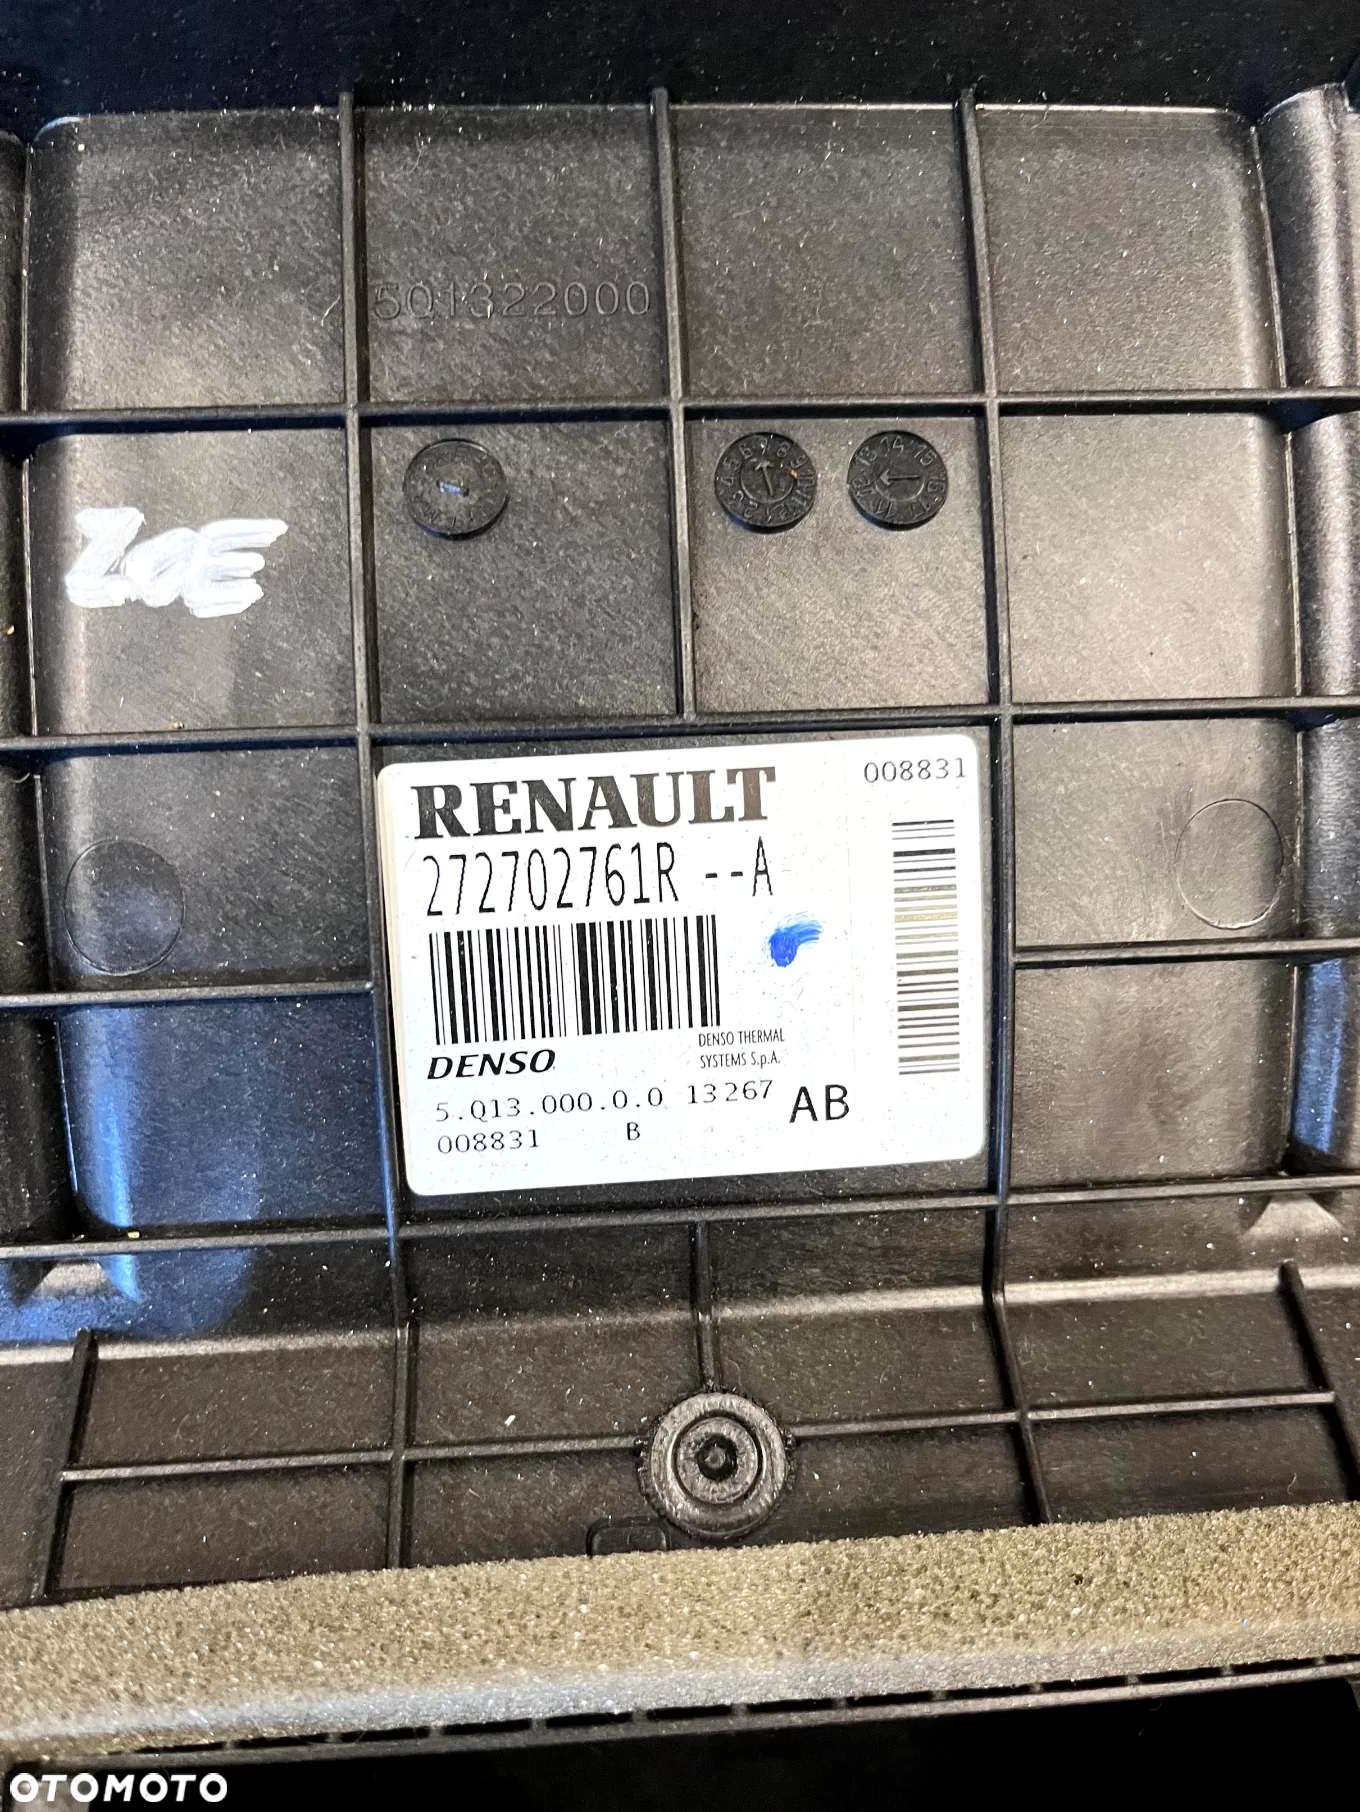 5Q1322000
ZOE
RENAULT
008831
272702761R --A
DENSO
DENSO THERMAL
SYSTEMS S.p.A.
5.Q13.000.0.0 13267
AB
008831 B
OTOMOTO